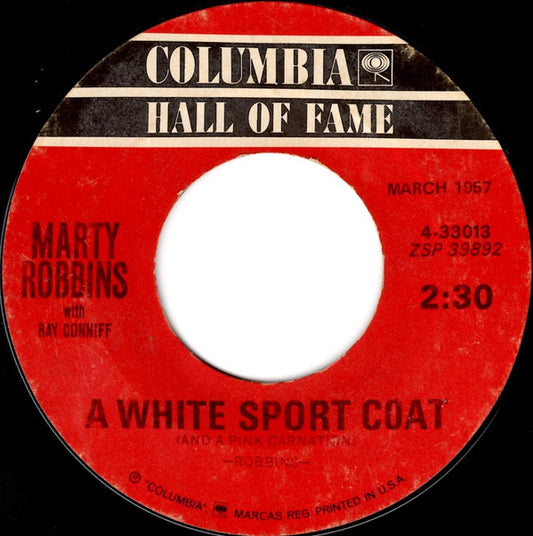 COLUMBIA
HALL OF FAME
MARCH 1957
4-33013
ZSP 39892
2:30
MARTY
ROBBINS
with
RAY CONNIFF
A WHITE SPORT COAT
(AND A PINK CARNATION)
—ROBBINS—
℗ "COLUMBIA" MARCAS REG. PRINTED IN U.S.A.